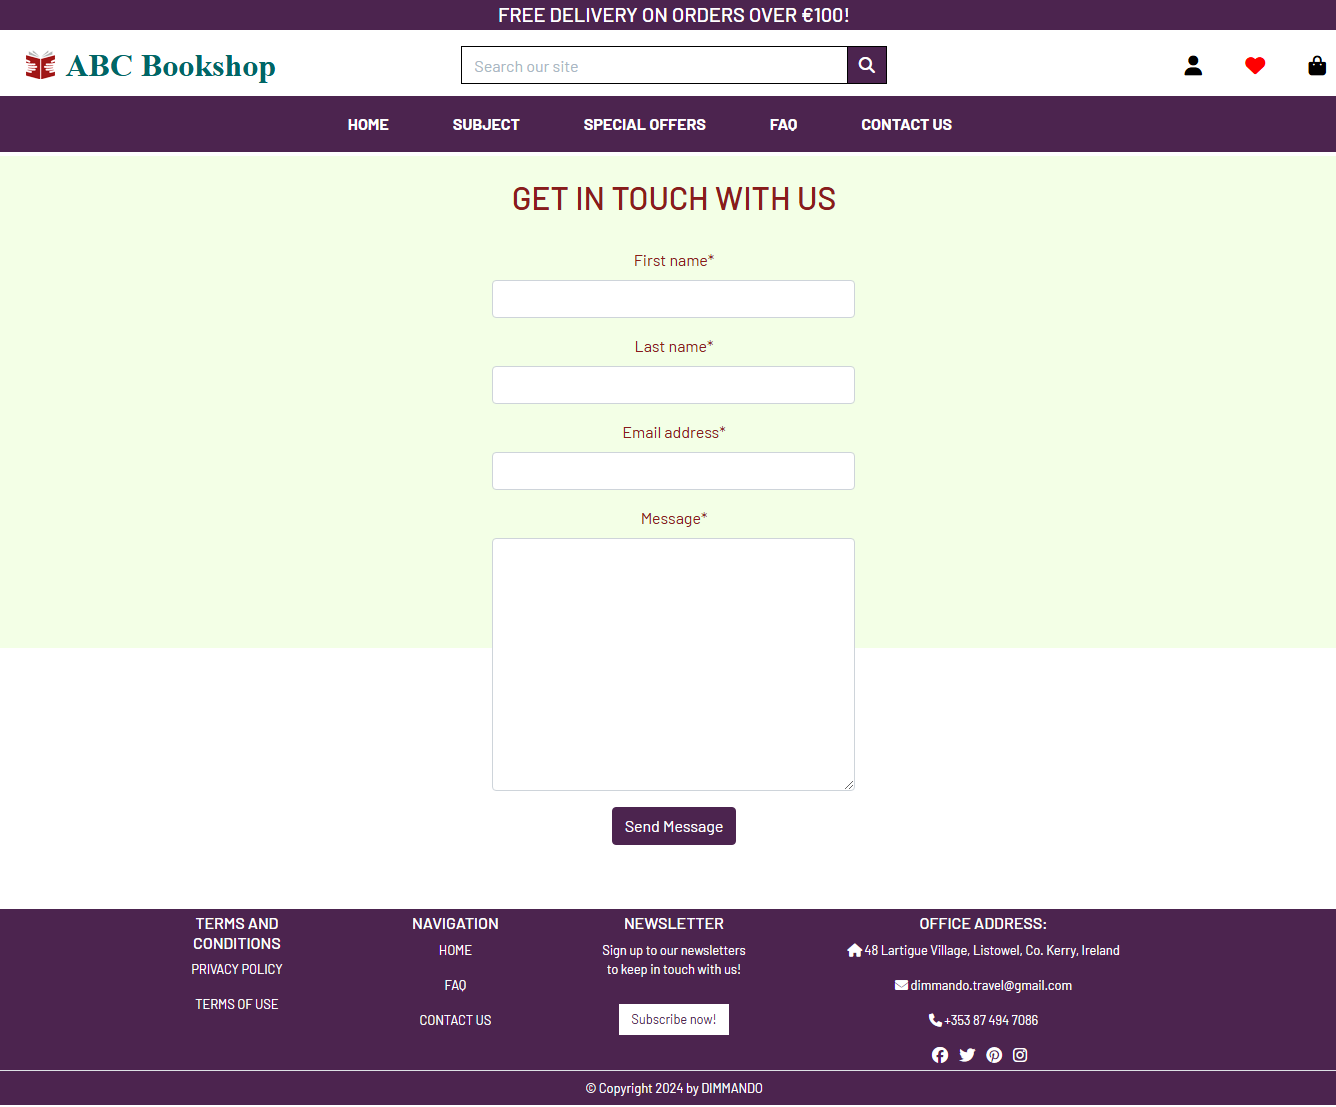 FREE DELIVERY ON ORDERS OVER €100!
ABC Bookshop
Search our site
HOME SUBJECT SPECIAL OFFERS FAQ CONTACT US
GET IN TOUCH WITH US
First name*
Last name*
Email address*
Message*
Send Message
TERMS AND
CONDITIONS
PRIVACY POLICY
TERMS OF USE
NAVIGATION
HOME
FAQ
CONTACT US
NEWSLETTER
Sign up to our newsletters
to keep in touch with us!
Subscribe now!
OFFICE ADDRESS:
48 Lartigue Village, Listowel, Co. Kerry, Ireland
dimmando.travel@gmail.com
+353 87 494 7086
© Copyright 2024 by DIMMANDO